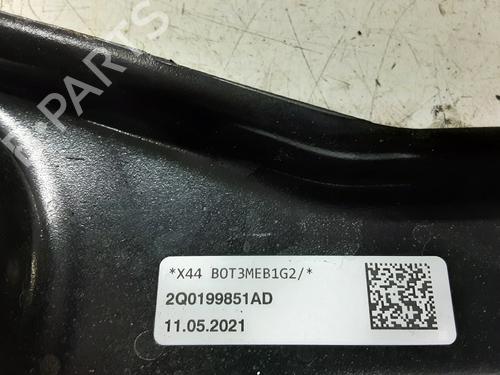 B-PARTS
*X44 B0T3MEB1G2/*
2Q0199851AD
11.05.2021